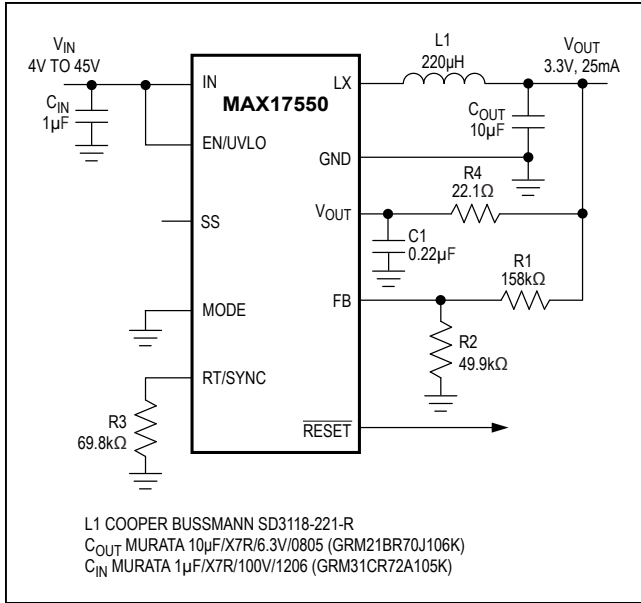 V_IN
4V TO 45V
C_IN
1µF
IN
EN/UVLO
SS
MODE
RT/SYNC
R3
69.8kΩ
MAX17550
LX
GND
V_OUT
FB
RESET
L1
220µH
V_OUT
3.3V, 25mA
C_OUT
10µF
R4
22.1Ω
C1
0.22µF
R1
158kΩ
R2
49.9kΩ
L1 COOPER BUSSMANN SD3118-221-R
C_OUT MURATA 10µF/X7R/6.3V/0805 (GRM21BR70J106K)
C_IN MURATA 1µF/X7R/100V/1206 (GRM31CR72A105K)